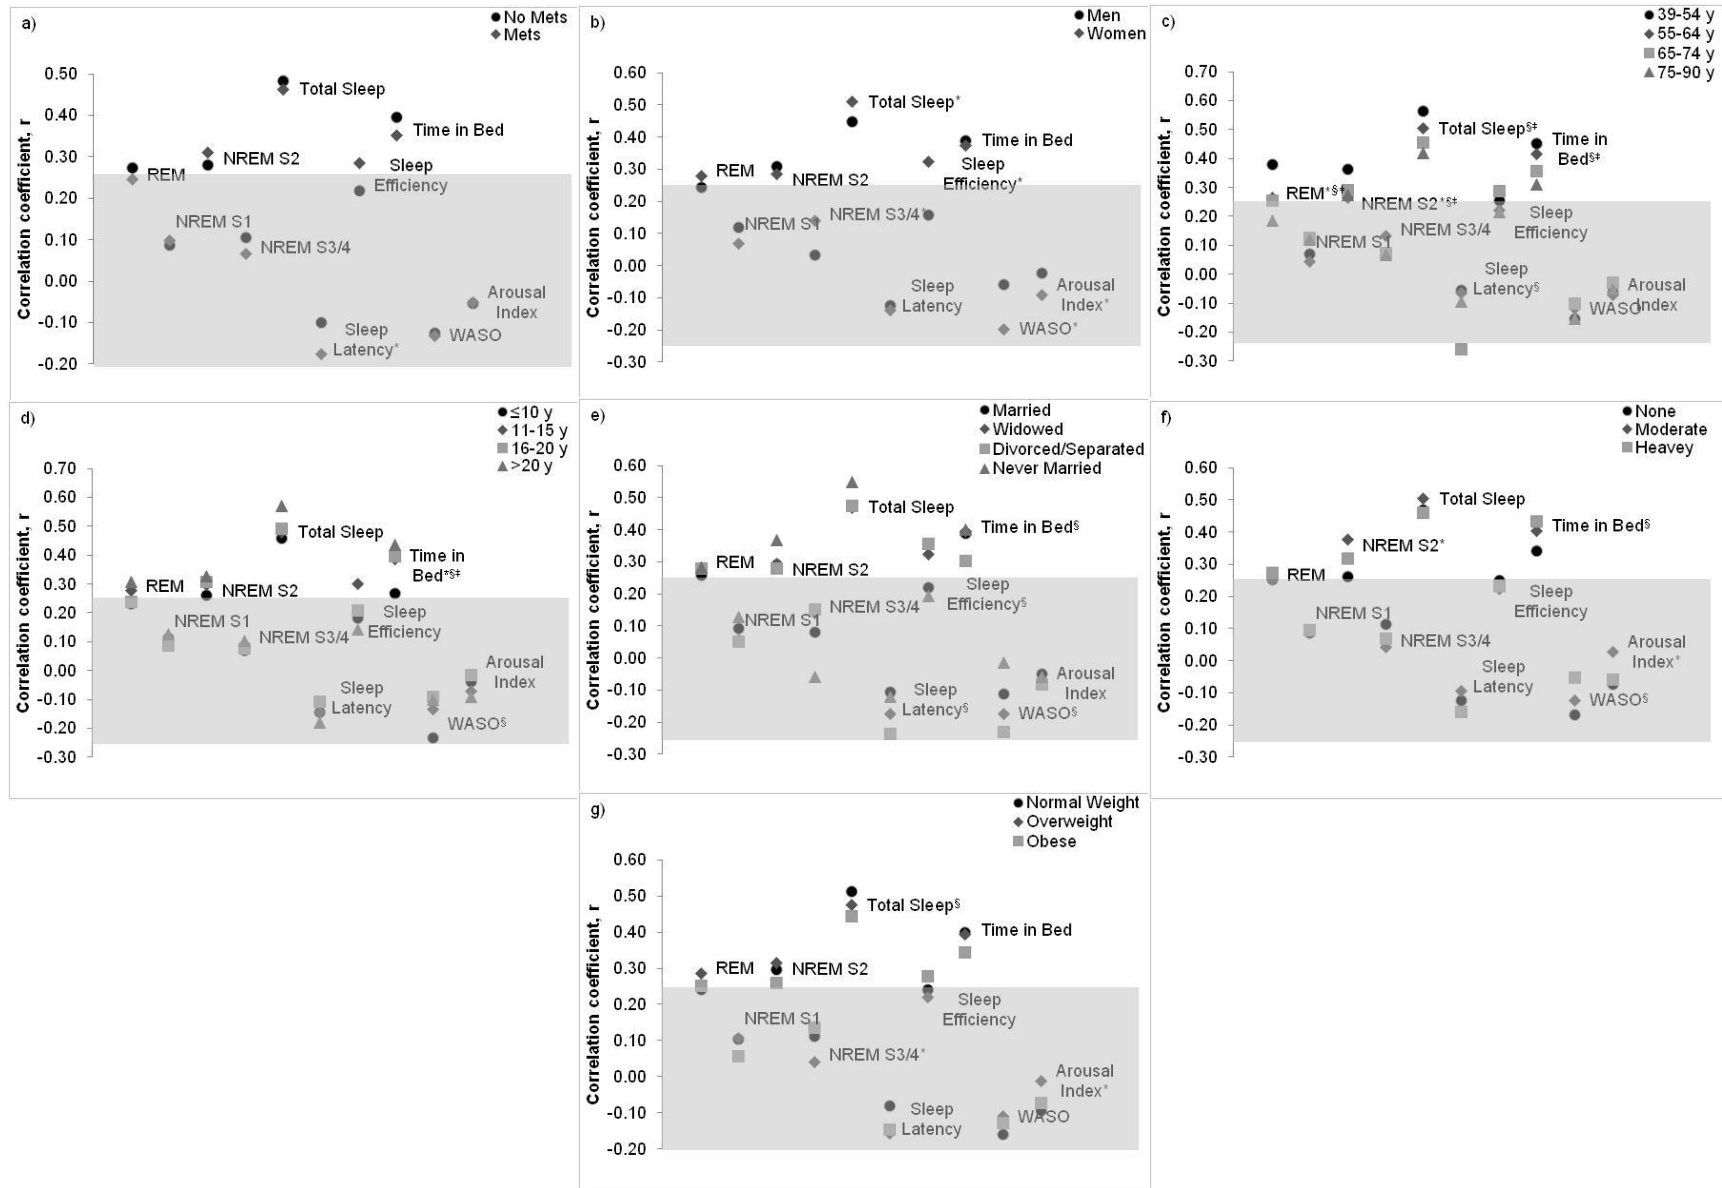 a)
No Mets
Mets
Correlation coefficient, r
0.50
0.40
0.30
0.20
0.10
0.00
-0.10
-0.20
REM
NREM S1
NREM S2
NREM S3/4
Total Sleep
Sleep
Latency*
Sleep
Efficiency
Time in Bed
WASO
Arousal
Index
b)
Men
Women
Correlation coefficient, r
0.60
0.50
0.40
0.30
0.20
0.10
0.00
-0.10
-0.20
-0.30
REM
NREM S1
NREM S2
NREM S3/4*
Total Sleep*
Sleep
Latency
Sleep
Efficiency*
Time in Bed
WASO*
Arousal
Index*
c)
39-54 y
55-64 y
65-74 y
75-90 y
Correlation coefficient, r
0.70
0.60
0.50
0.40
0.30
0.20
0.10
0.00
-0.10
-0.20
-0.30
REM*§‡
NREM S1
NREM S2*§‡
NREM S3/4
Total Sleep§‡
Sleep
Latency§
Sleep
Efficiency
Time in
Bed§‡
WASO
Arousal
Index
d)
≤10 y
11-15 y
16-20 y
>20 y
Correlation coefficient, r
0.70
0.60
0.50
0.40
0.30
0.20
0.10
0.00
-0.10
-0.20
-0.30
REM
NREM S1
NREM S2
NREM S3/4
Total Sleep
Sleep
Latency
Sleep
Efficiency
Time in
Bed*§‡
WASO§
Arousal
Index
e)
Married
Widowed
Divorced/Separated
Never Married
Correlation coefficient, r
0.60
0.50
0.40
0.30
0.20
0.10
0.00
-0.10
-0.20
-0.30
REM
NREM S1
NREM S2
NREM S3/4
Total Sleep
Sleep
Latency§
Sleep
Efficiency§
Time in Bed§
WASO§
Arousal
Index
f)
None
Moderate
Heavey
Correlation coefficient, r
0.60
0.50
0.40
0.30
0.20
0.10
0.00
-0.10
-0.20
-0.30
REM
NREM S1
NREM S2*
NREM S3/4
Total Sleep
Sleep
Latency
Sleep
Efficiency
Time in Bed§
WASO§
Arousal
Index*
g)
Normal Weight
Overweight
Obese
Correlation coefficient, r
0.60
0.50
0.40
0.30
0.20
0.10
0.00
-0.10
-0.20
REM
NREM S1
NREM S2
NREM S3/4*
Total Sleep§
Sleep
Latency
Sleep
Efficiency
Time in Bed
WASO
Arousal
Index*